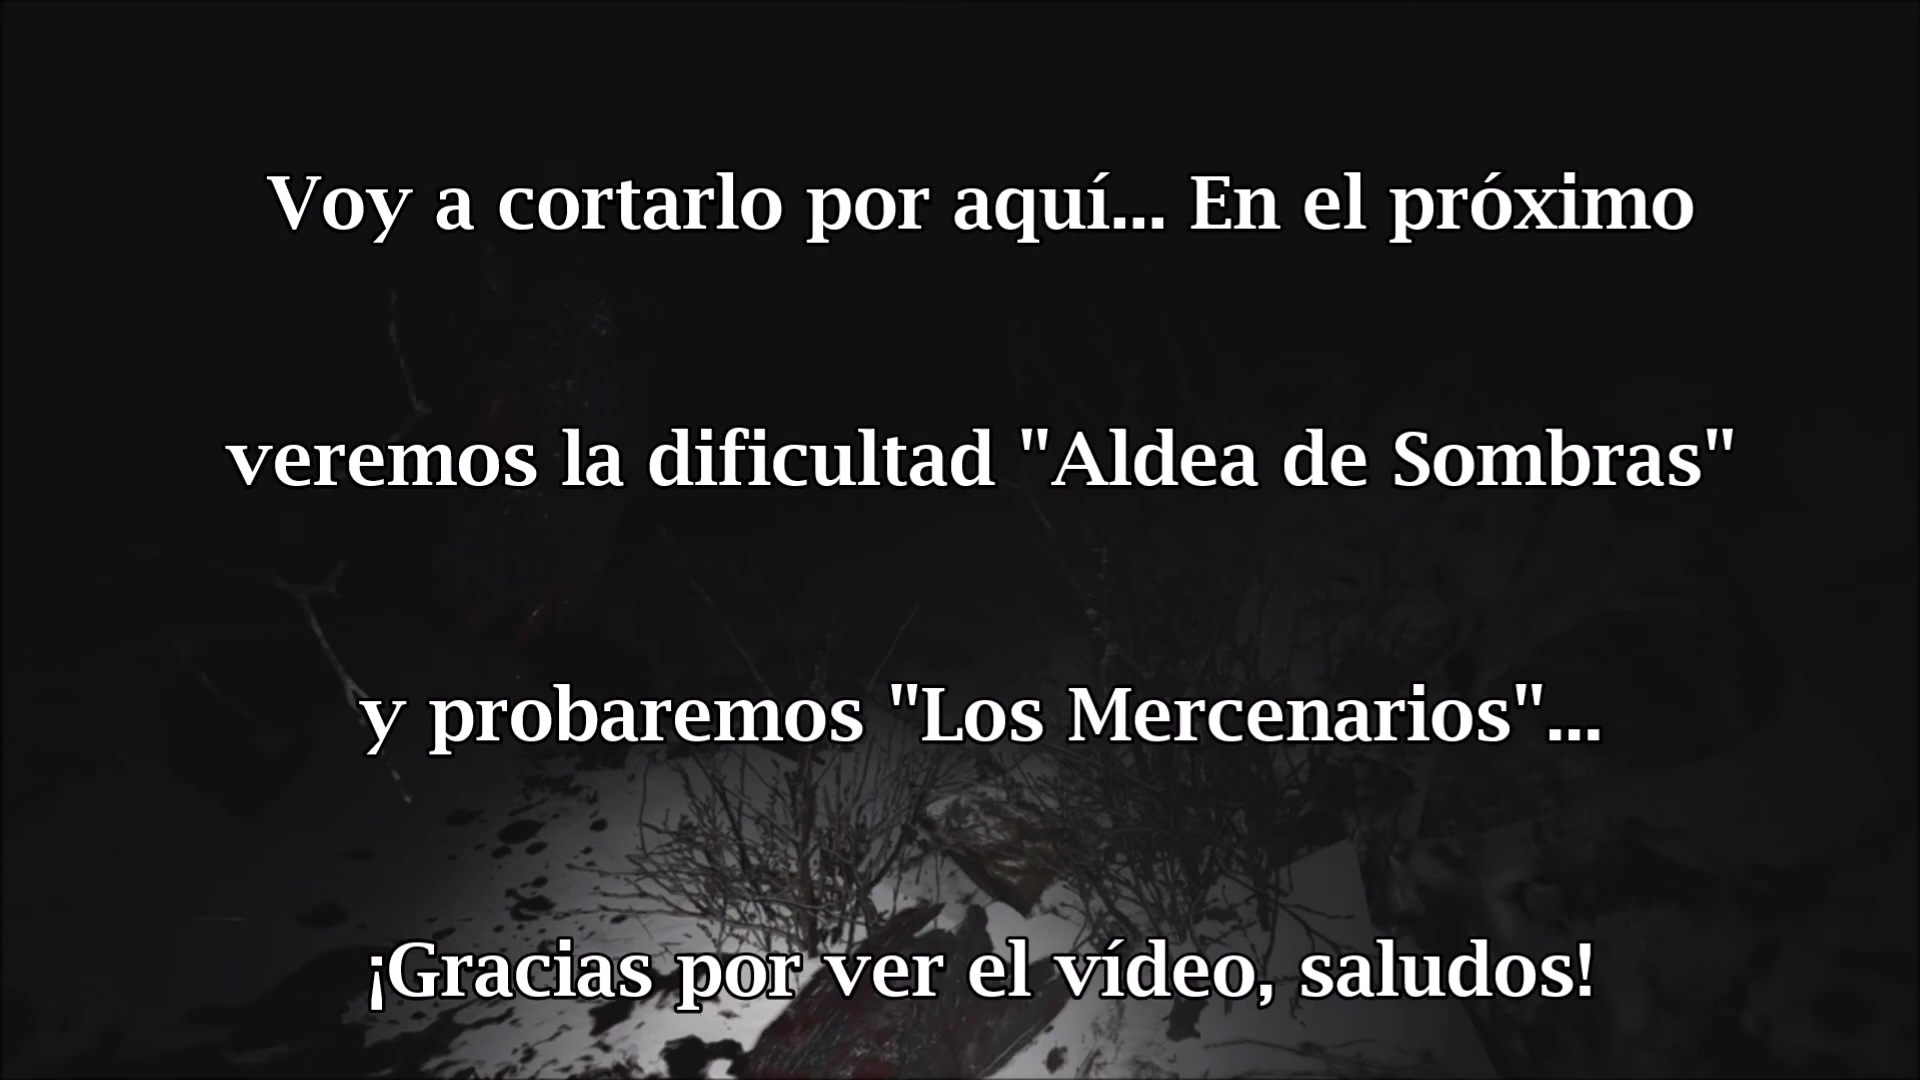 Voy a cortarlo por aquí... En el próximo
veremos la dificultad "Aldea de Sombras"
y probaremos "Los Mercenarios"...
¡Gracias por ver el vídeo, saludos!